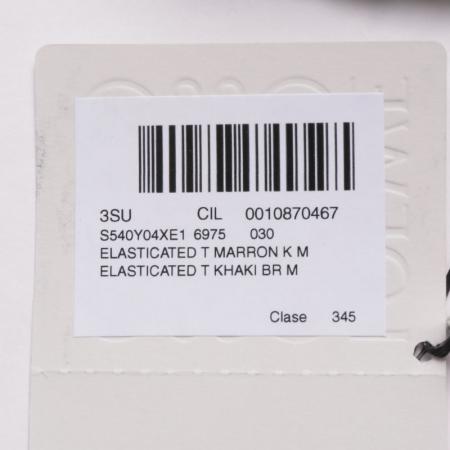 3SU CIL 0010870467
S540Y04XE1 6975 030
ELASTICATED T MARRON K M
ELASTICATED T KHAKI BR M
Clase 345